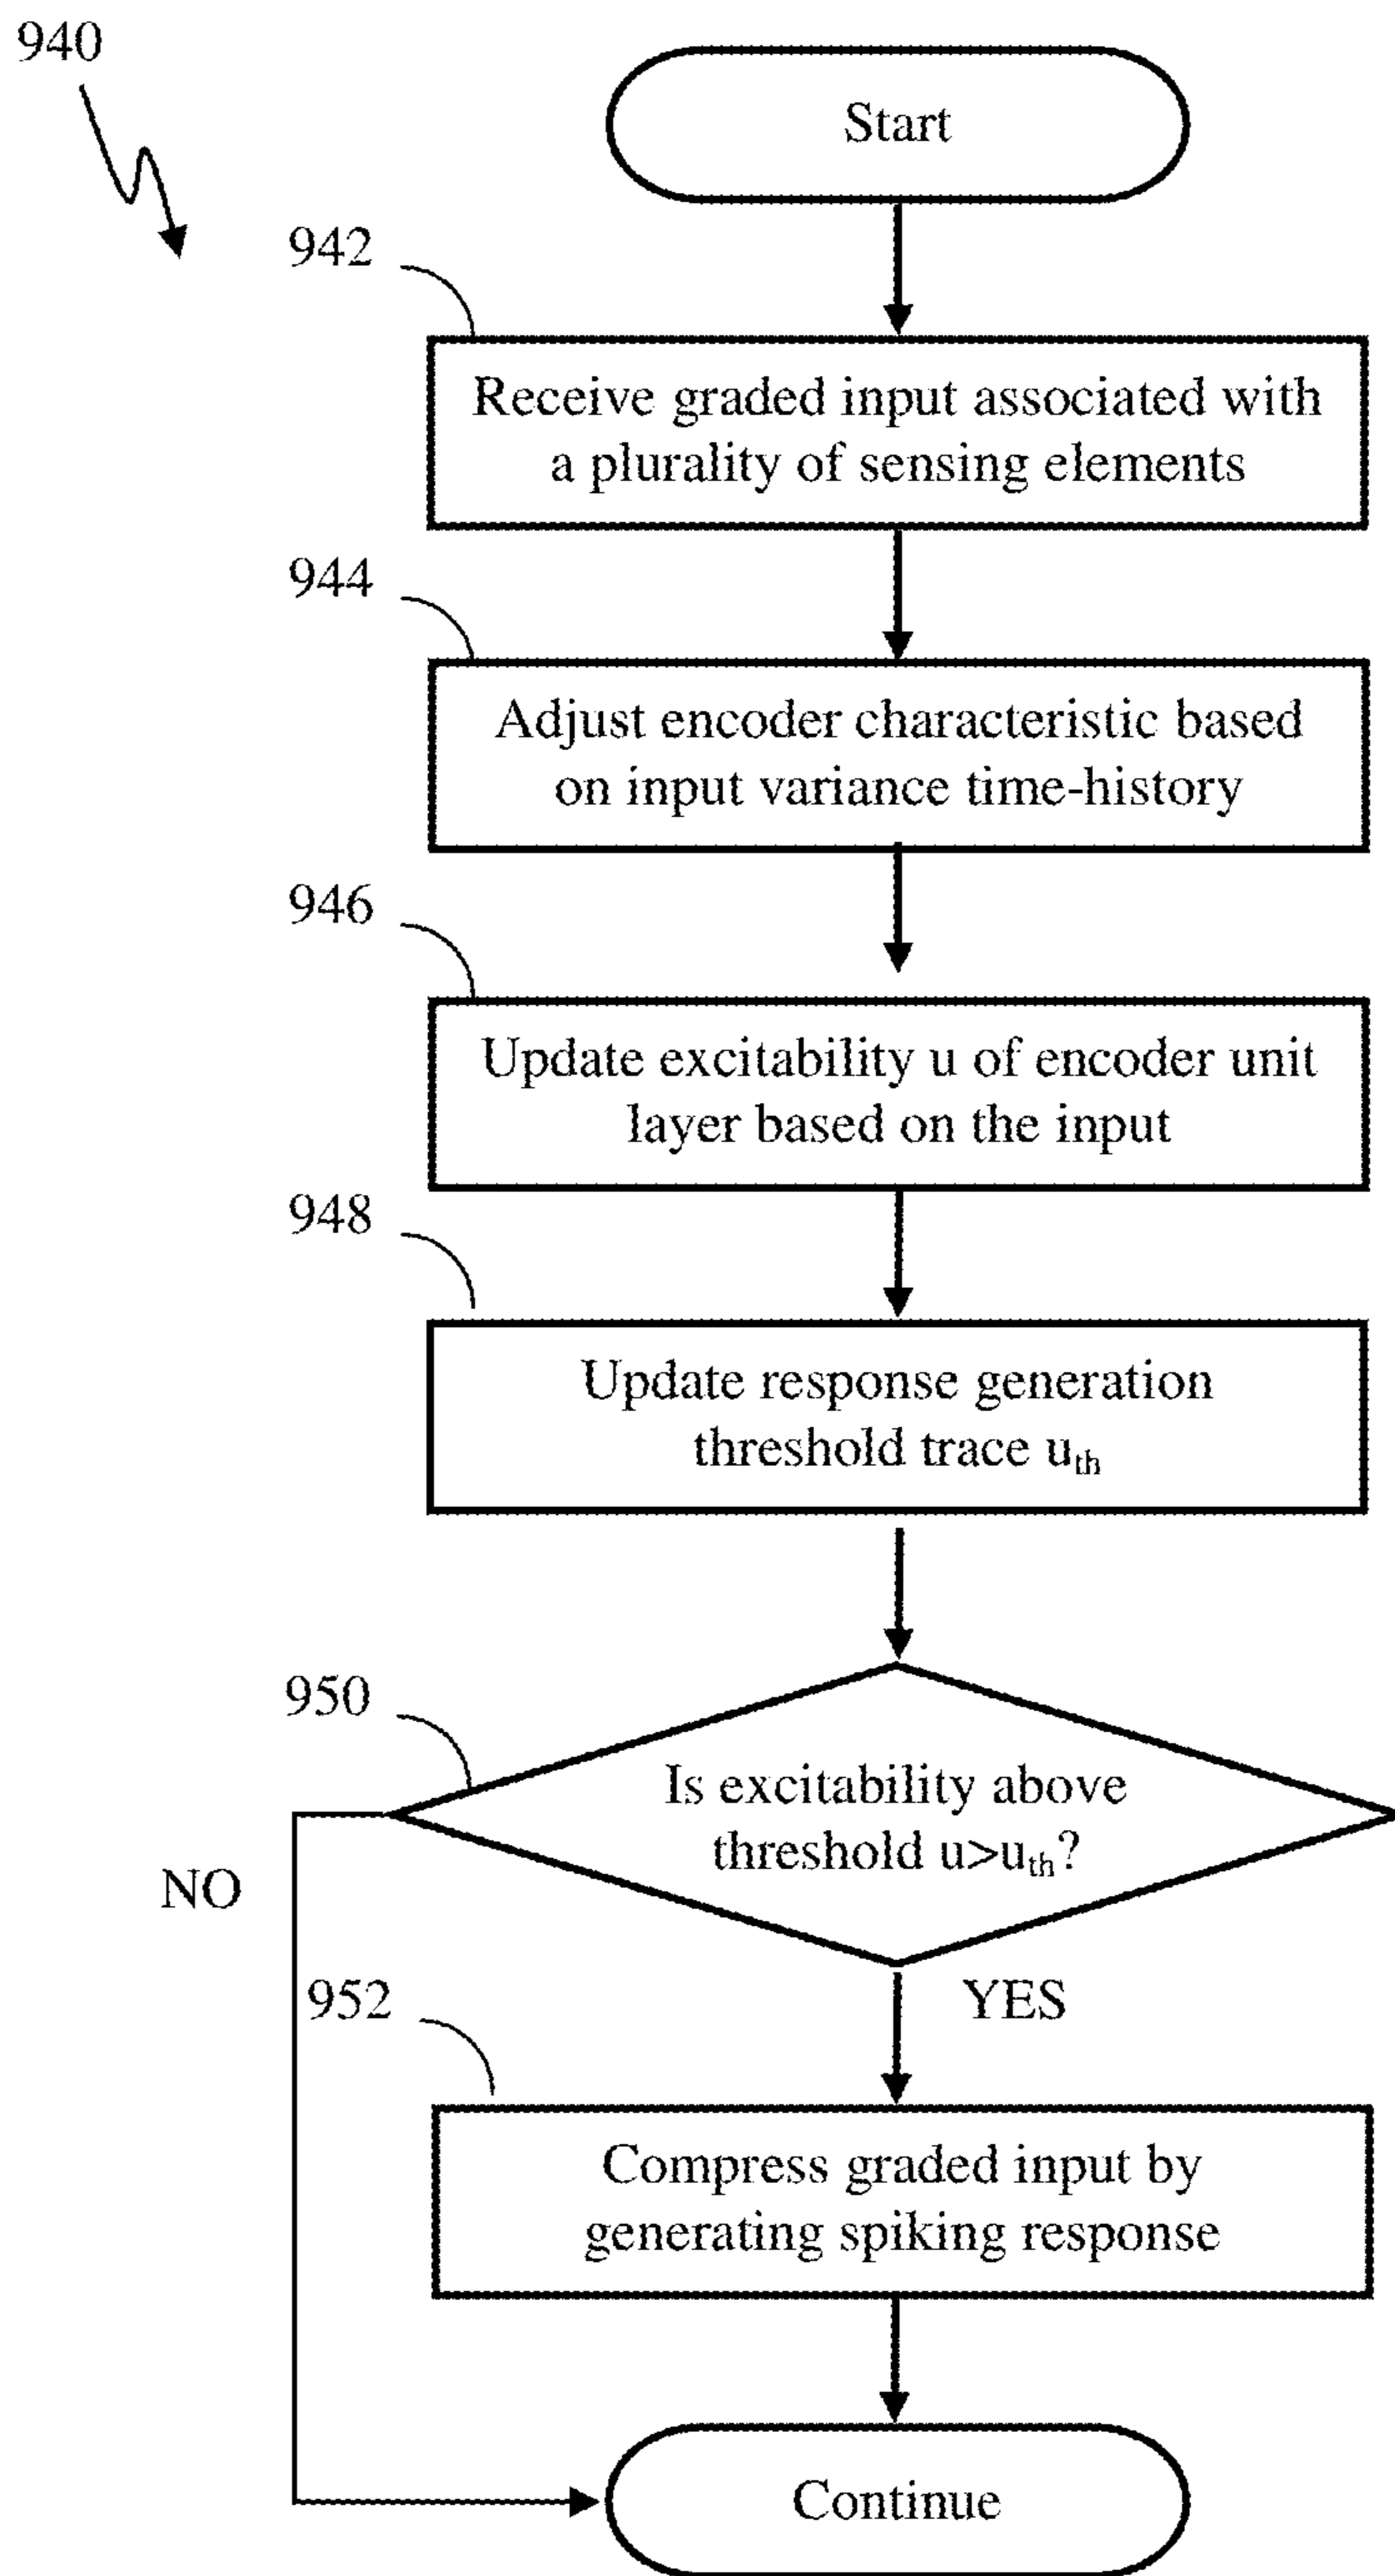 940
Start
942
Receive graded input associated with
a plurality of sensing elements
944
Adjust encoder characteristic based
on input variance time-history
946
Update excitability u of encoder unit
layer based on the input
948
Update response generation
threshold trace uth
950
Is excitability above
threshold u>uth?
NO
YES
952
Compress graded input by
generating spiking response
Continue